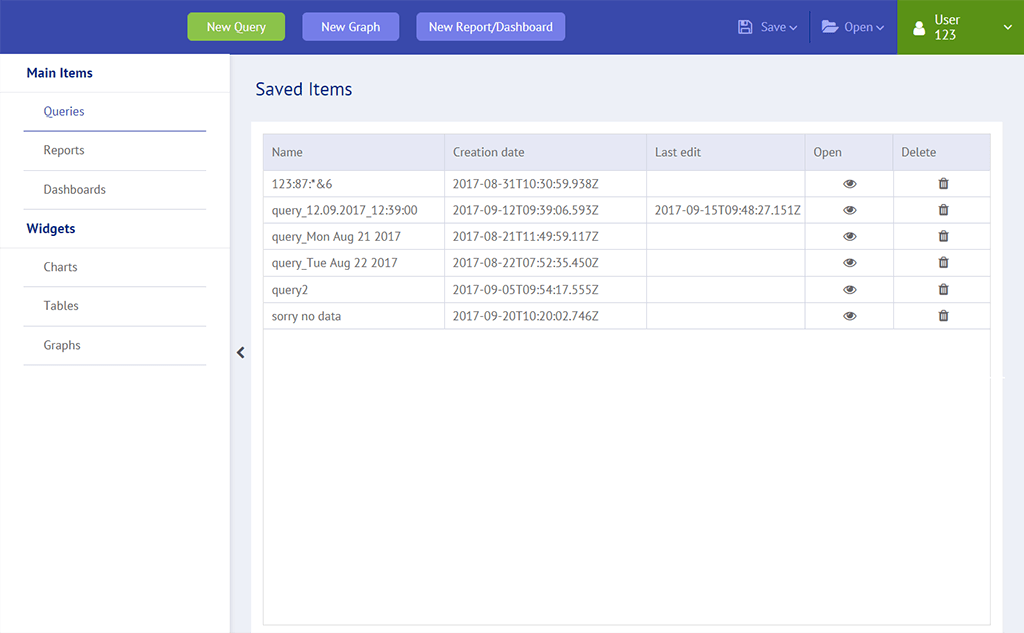 New Query New Graph New Report/Dashboard Save Open User
123
Main Items
Queries
Reports
Dashboards
Widgets
Charts
Tables
Graphs
Saved Items
Name Creation date Last edit Open Delete
123:87:*&6 2017-08-31T10:30:59.938Z
query_12.09.2017_12:39:00 2017-09-12T09:39:06.593Z 2017-09-15T09:48:27.151Z
query_Mon Aug 21 2017 2017-08-21T11:49:59.117Z
query_Tue Aug 22 2017 2017-08-22T07:52:35.450Z
query2 2017-09-05T09:54:17.555Z
sorry no data 2017-09-20T10:20:02.746Z